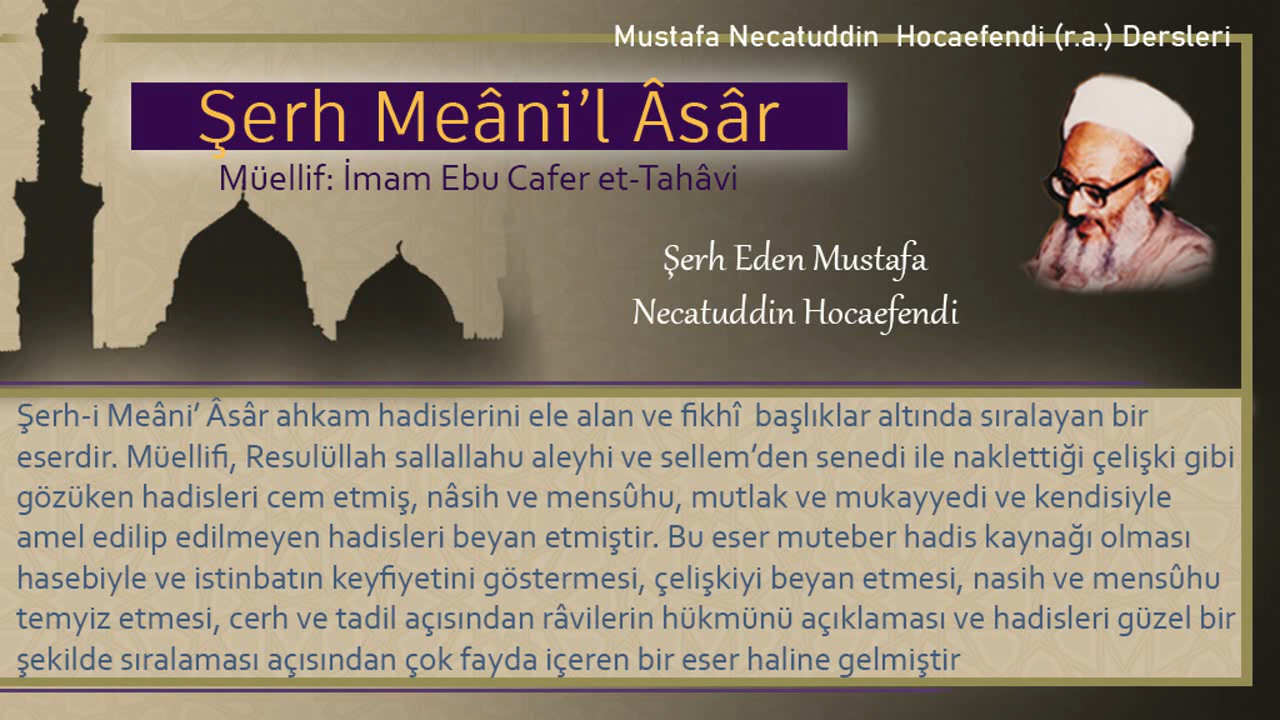 Mustafa Necatuddin Hocaefendi (r.a.) Dersleri
Şerh Meâni’l Âsâr
Müellif: İmam Ebu Cafer et-Tahâvi
Şerh Eden Mustafa
Necatuddin Hocaefendi
Şerh-i Meâni’ Âsâr ahkam hadislerini ele alan ve fikhî başlıklar altında sıralayan bir
eserdir. Müellifi, Resulüllah sallallahu aleyhi ve sellem’den senedi ile naklettiği çelişki gibi
gözüken hadisleri cem etmiş, nâsih ve mensûhu, mutlak ve mukayyedi ve kendisiyle
amel edilip edilmeyen hadisleri beyan etmiştir. Bu eser muteber hadis kaynağı olması
hasebiyle ve istinbatın keyfiyetini göstermesi, çelişkiyi beyan etmesi, nasih ve mensûhu
temyiz etmesi, cerh ve tadil açısından râvilerin hükmünü açıklaması ve hadisleri güzel bir
şekilde sıralaması açısından çok fayda içeren bir eser haline gelmiştir